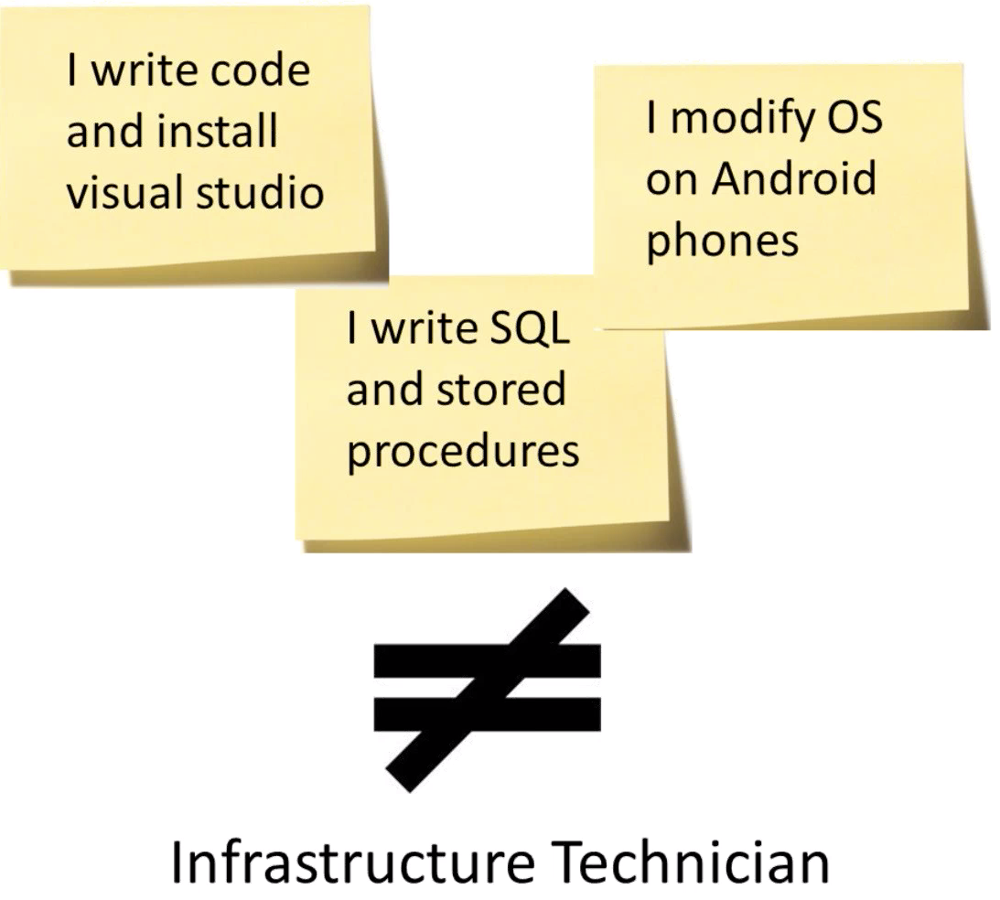 I write code
and install
visual studio
I modify OS
on Android
phones
I write SQL
and stored
procedures
≠
Infrastructure Technician